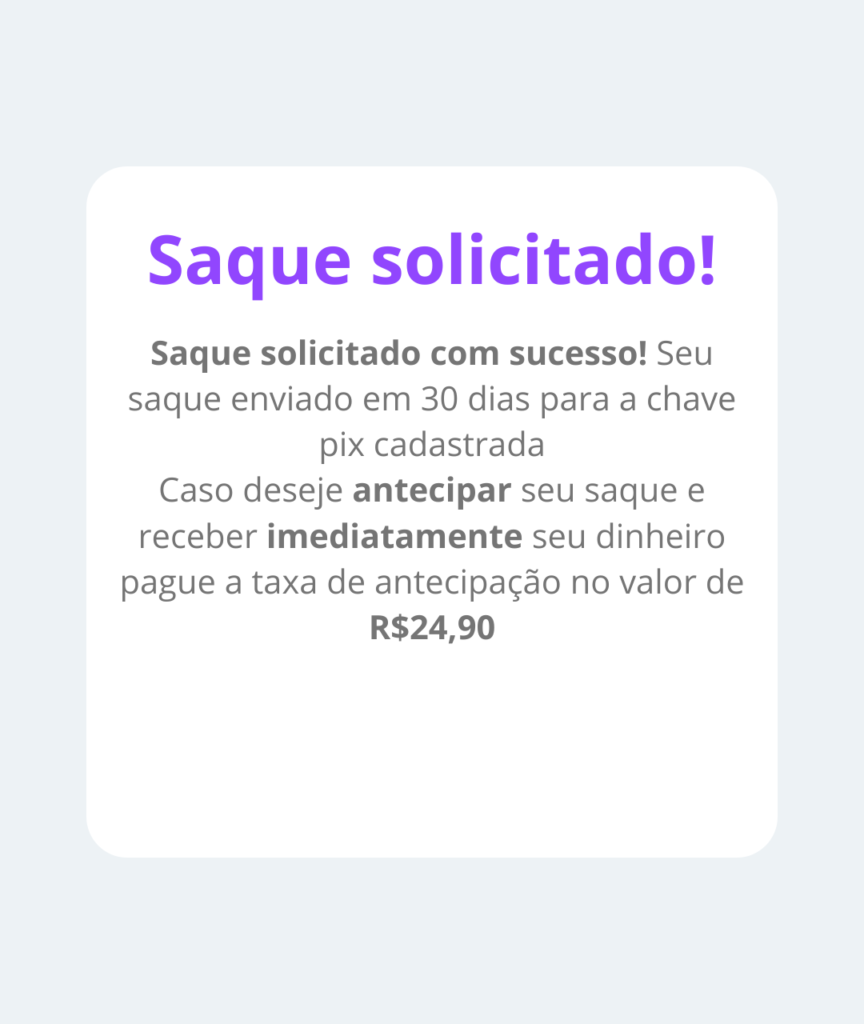 Saque solicitado!
Saque solicitado com sucesso! Seu
saque enviado em 30 dias para a chave
pix cadastrada
Caso deseje antecipar seu saque e
receber imediatamente seu dinheiro
pague a taxa de antecipação no valor de
R$24,90